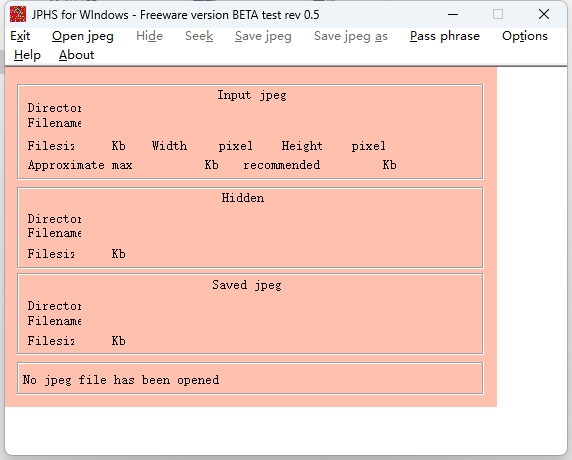 JPHS for WIndows - Freeware version BETA test rev 0.5
Exit Open jpeg Hide Seek Save jpeg Save jpeg as Pass phrase Options
Help About
Input jpeg
Director
Filename
Filesiz Kb Width pixel Height pixel
Approximate max Kb recommended Kb
Hidden
Director
Filename
Filesiz Kb
Saved jpeg
Director
Filename
Filesiz Kb
No jpeg file has been opened